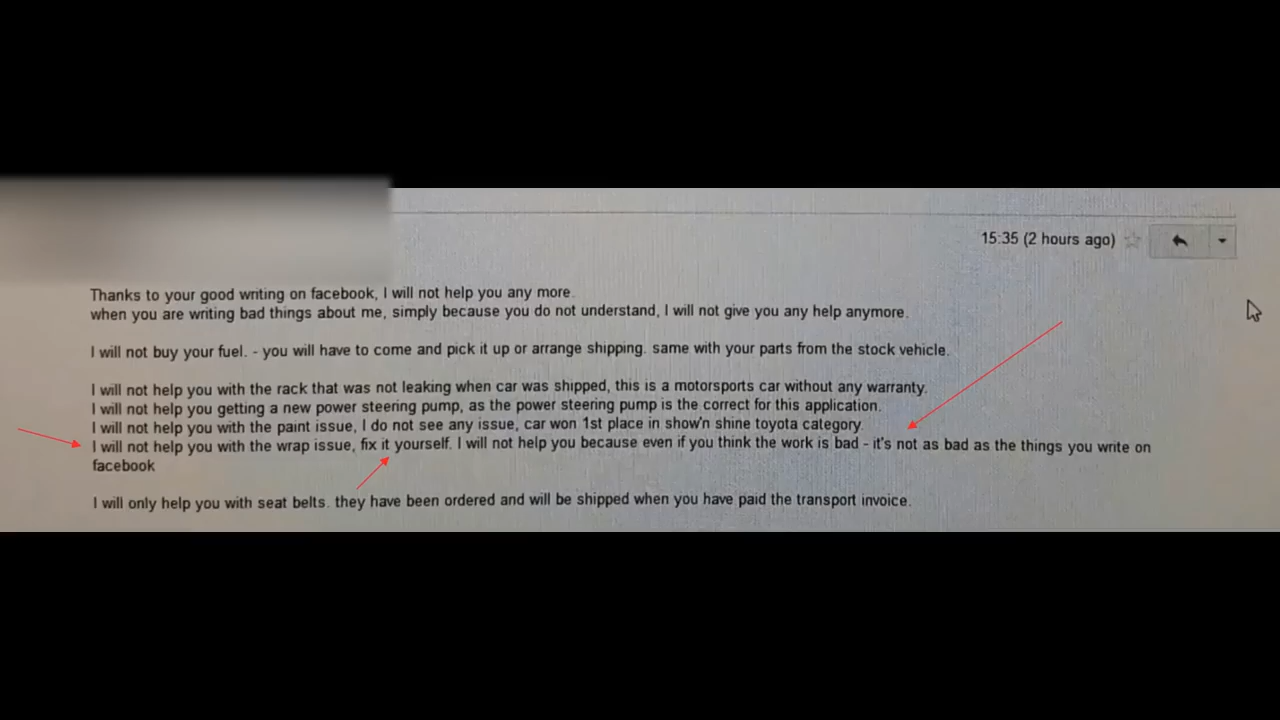 15:35 (2 hours ago)
Thanks to your good writing on facebook, I will not help you any more.
when you are writing bad things about me, simply because you do not understand, I will not give you any help anymore.
I will not buy your fuel. - you will have to come and pick it up or arrange shipping. same with your parts from the stock vehicle.
I will not help you with the rack that was not leaking when car was shipped, this is a motorsports car without any warranty.
I will not help you getting a new power steering pump, as the power steering pump is the correct for this application.
I will not help you with the paint issue, I do not see any issue, car won 1st place in show'n shine toyota category.
I will not help you with the wrap issue, fix it yourself. I will not help you because even if you think the work is bad - it's not as bad as the things you write on
facebook
I will only help you with seat belts. they have been ordered and will be shipped when you have paid the transport invoice.